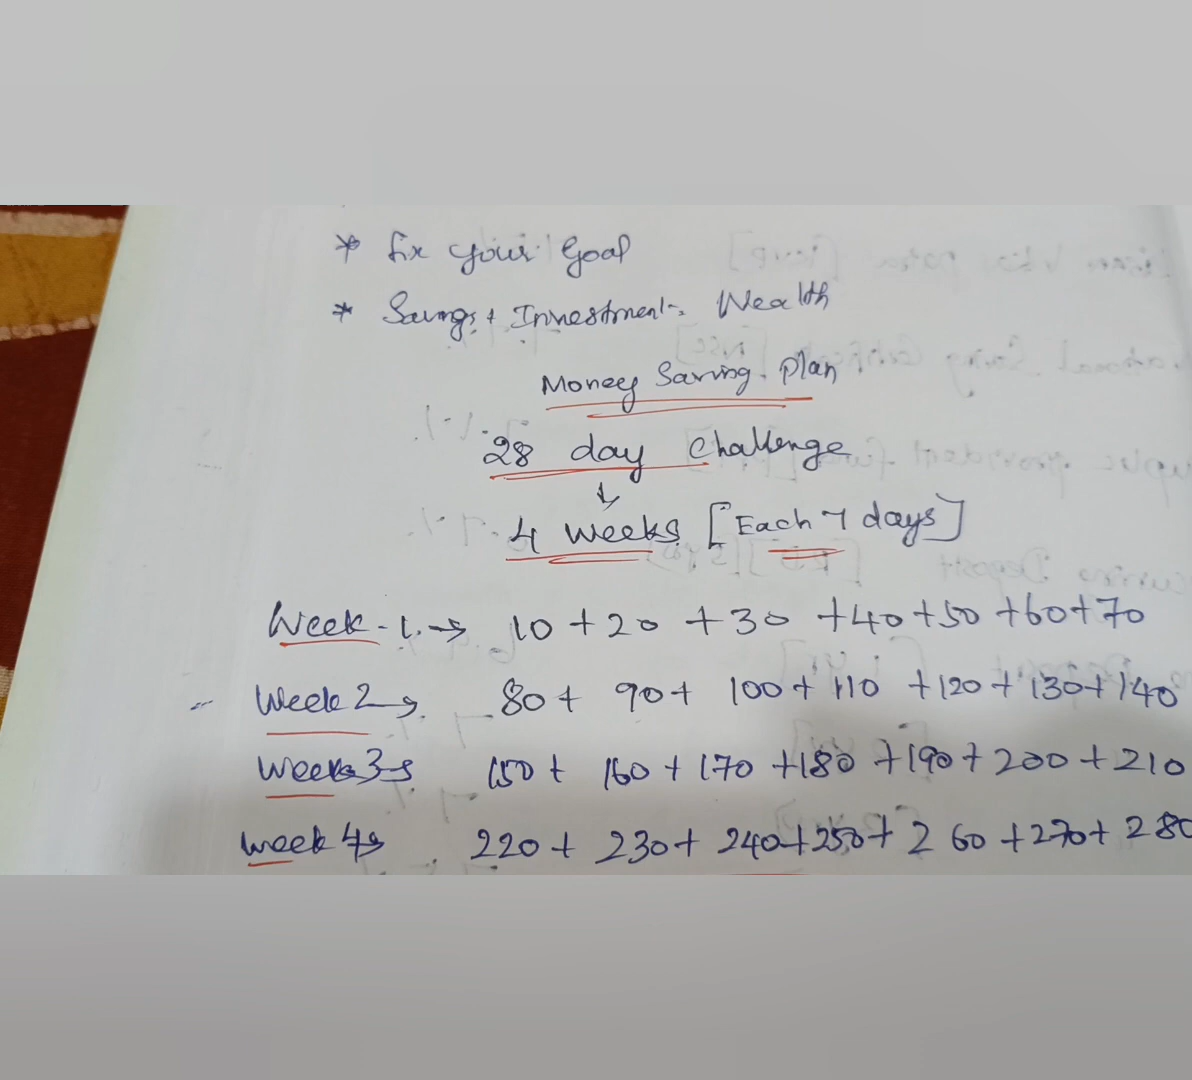 * fix your Goal
* Savings + Investment = Wealth
Money Saving Plan
28 day Challenge
↓
4 weeks [Each 7 days]
Week-1. → 10 + 20 + 30 + 40 + 50 + 60 + 70
Week 2 → 80 + 90 + 100 + 110 + 120 + 130 + 140
Week 3 → 150 + 160 + 170 + 180 + 190 + 200 + 210
week 4 → 220 + 230 + 240 + 250 + 260 + 270 + 280